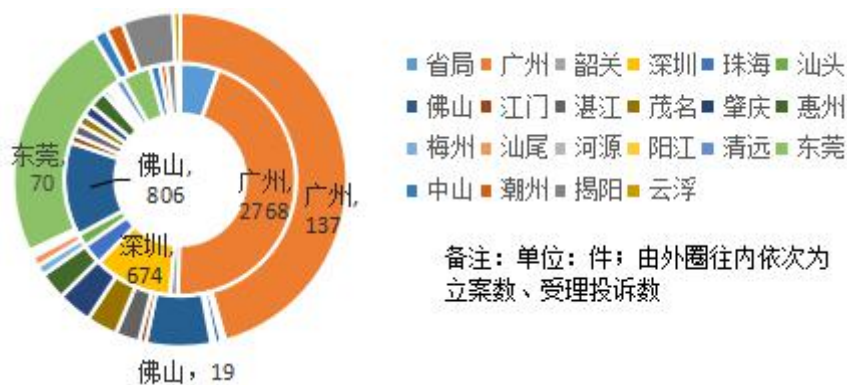 东莞,
70
佛山,
806
广州,
2768
广州,
137
深圳,
674
佛山，19
省局 广州 韶关 深圳 珠海 汕头
佛山 江门 湛江 茂名 肇庆 惠州
梅州 汕尾 河源 阳江 清远 东莞
中山 潮州 揭阳 云浮
备注：单位：件；由外圈往内依次为
立案数、受理投诉数